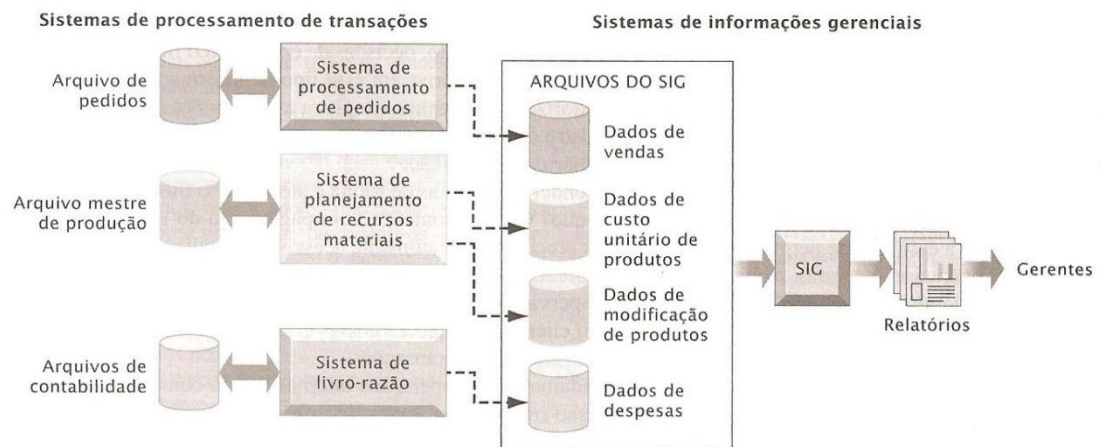 Sistemas de processamento de transações
Sistemas de informações gerenciais
Arquivo de
pedidos
Sistema de
processamento
de pedidos
Arquivo mestre
de produção
Sistema de
planejamento
de recursos
materiais
Arquivos de
contabilidade
Sistema de
livro-razão
ARQUIVOS DO SIG
Dados de
vendas
Dados de
custo
unitário de
produtos
Dados de
modificação
de produtos
Dados de
despesas
SIG
Relatórios
Gerentes